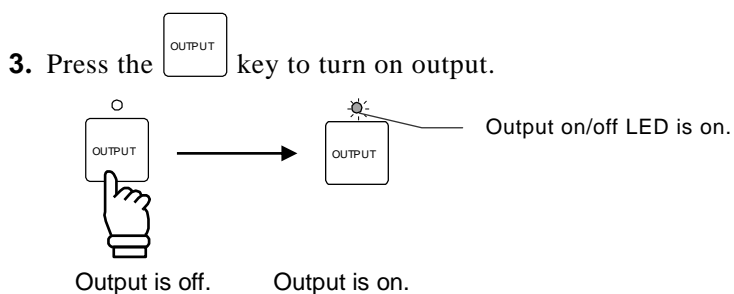 3. Press the OUTPUT key to turn on output.
Output on/off LED is on.
OUTPUT OUTPUT
Output is off. Output is on.